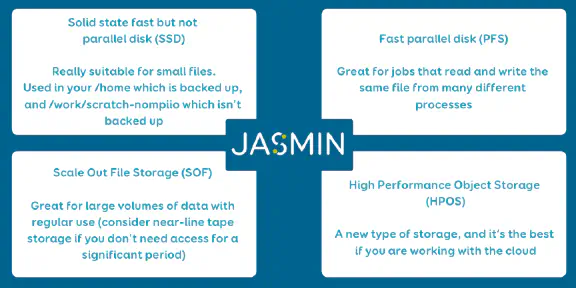 Solid state fast but not
parallel disk (SSD)
Really suitable for small files.
Used in your /home which is backed up,
and /work/scratch-nompiio which isn't
backed up
Fast parallel disk (PFS)
Great for jobs that read and write the
same file from many different
processes
JASMIN
Scale Out File Storage (SOF)
Great for large volumes of data with
regular use (consider near-line tape
storage if you don't need access for a
significant period)
High Performance Object Storage
(HPOS)
A new type of storage, and it's the best
if you are working with the cloud